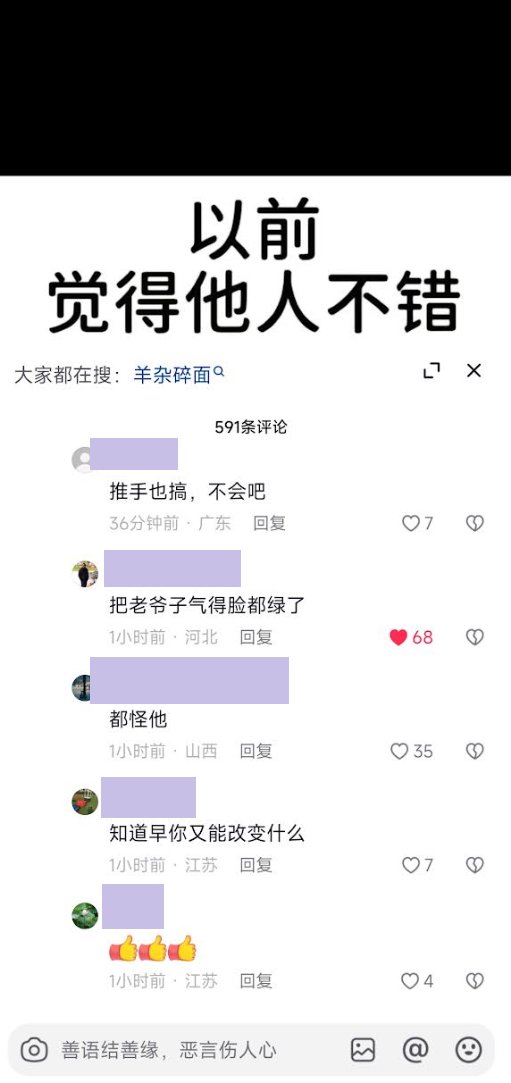 以前
觉得他人不错
大家都在搜：羊杂碎面
591条评论
推手也搞，不会吧
36分钟前 · 广东 回复 7
把老爷子气得脸都绿了
1小时前 · 河北 回复 68
都怪他
1小时前 · 山西 回复 35
知道早你又能改变什么
1小时前 · 江苏 回复 7
👍👍👍
1小时前 · 江苏 回复 4
善语结善缘，恶言伤人心 @